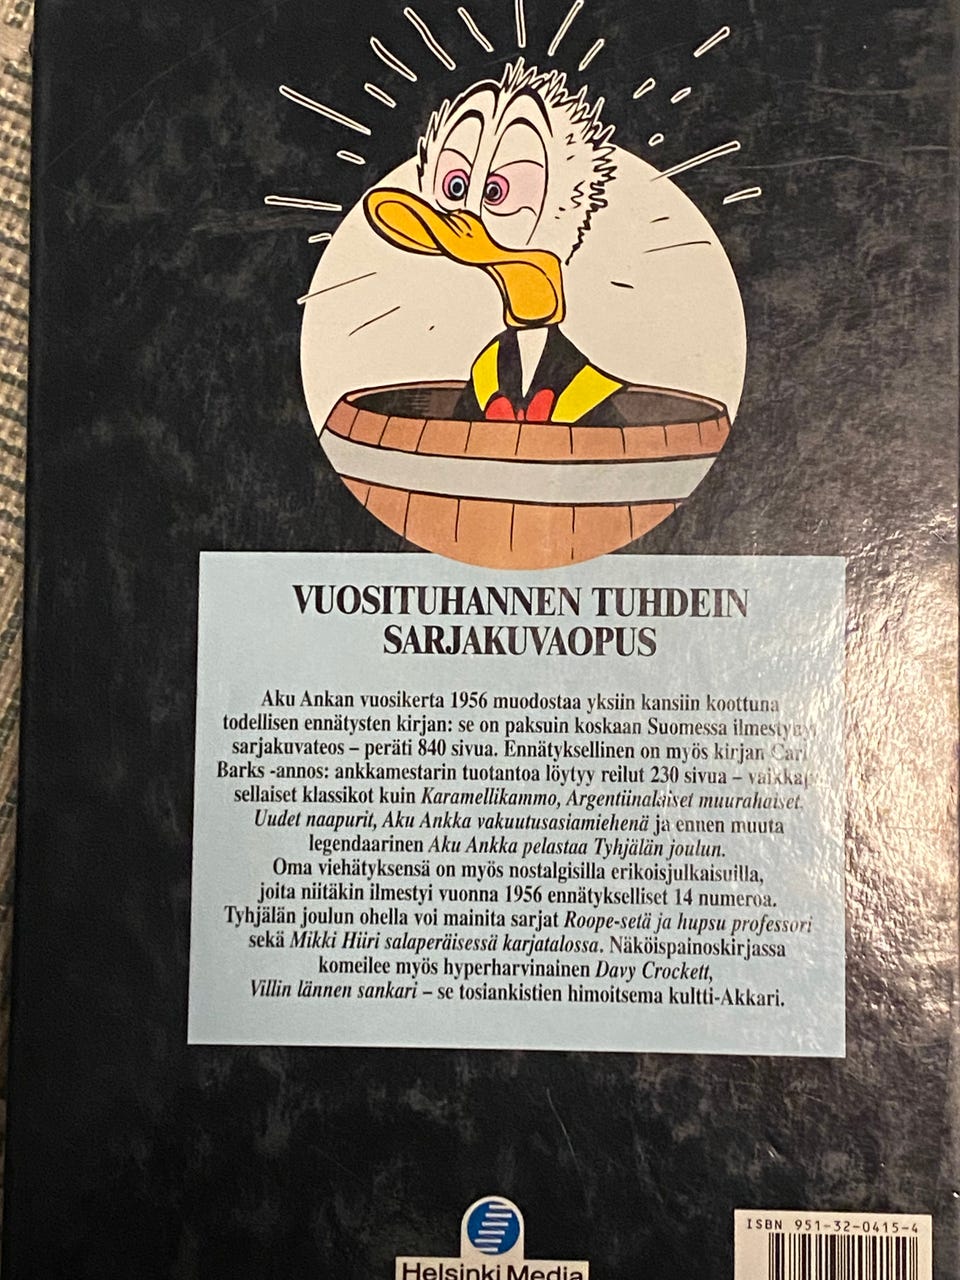 VUOSITUHANNEN TUHDEIN
SARJAKUVAOPUS
Aku Ankan vuosikerta 1956 muodostaa yksiin kansiin koottuna
todellisen ennätysten kirjan: se on paksuin koskaan Suomessa
sarjakuvateos – peräti 840 sivua. Ennätyksellinen on myös kirjan Carl
Barks -annos: ankkamestarin tuotantoa löytyy reilut 230 sivua –
sellaiset klassikot kuin Karamellikammo, Argentiinalaiset muurahaiset,
Uudet naapurit, Aku Ankka vakuutusasiamiehenä ja ennen muuta
legendaarinen Aku Ankka pelastaa Tyhjälän joulun.
Oma viehätyksensä on myös nostalgisilla erikoisjulkaisuilla,
joita niitäkin ilmestyi vuonna 1956 ennätykselliset 14 numeroa.
Tyhjälän joulun ohella voi mainita sarjat Roope-setä ja hupsu professori
sekä Mikki Hiiri salaperäisessä karjatalossa. Näköispainoskirjassa
komeilee myös hyperharvinainen Davy Crockett,
Villin lännen sankari – se tosiankistien himoitsema kultti-Akkari.
ISBN 951-32-0415-4
Helsinki Media